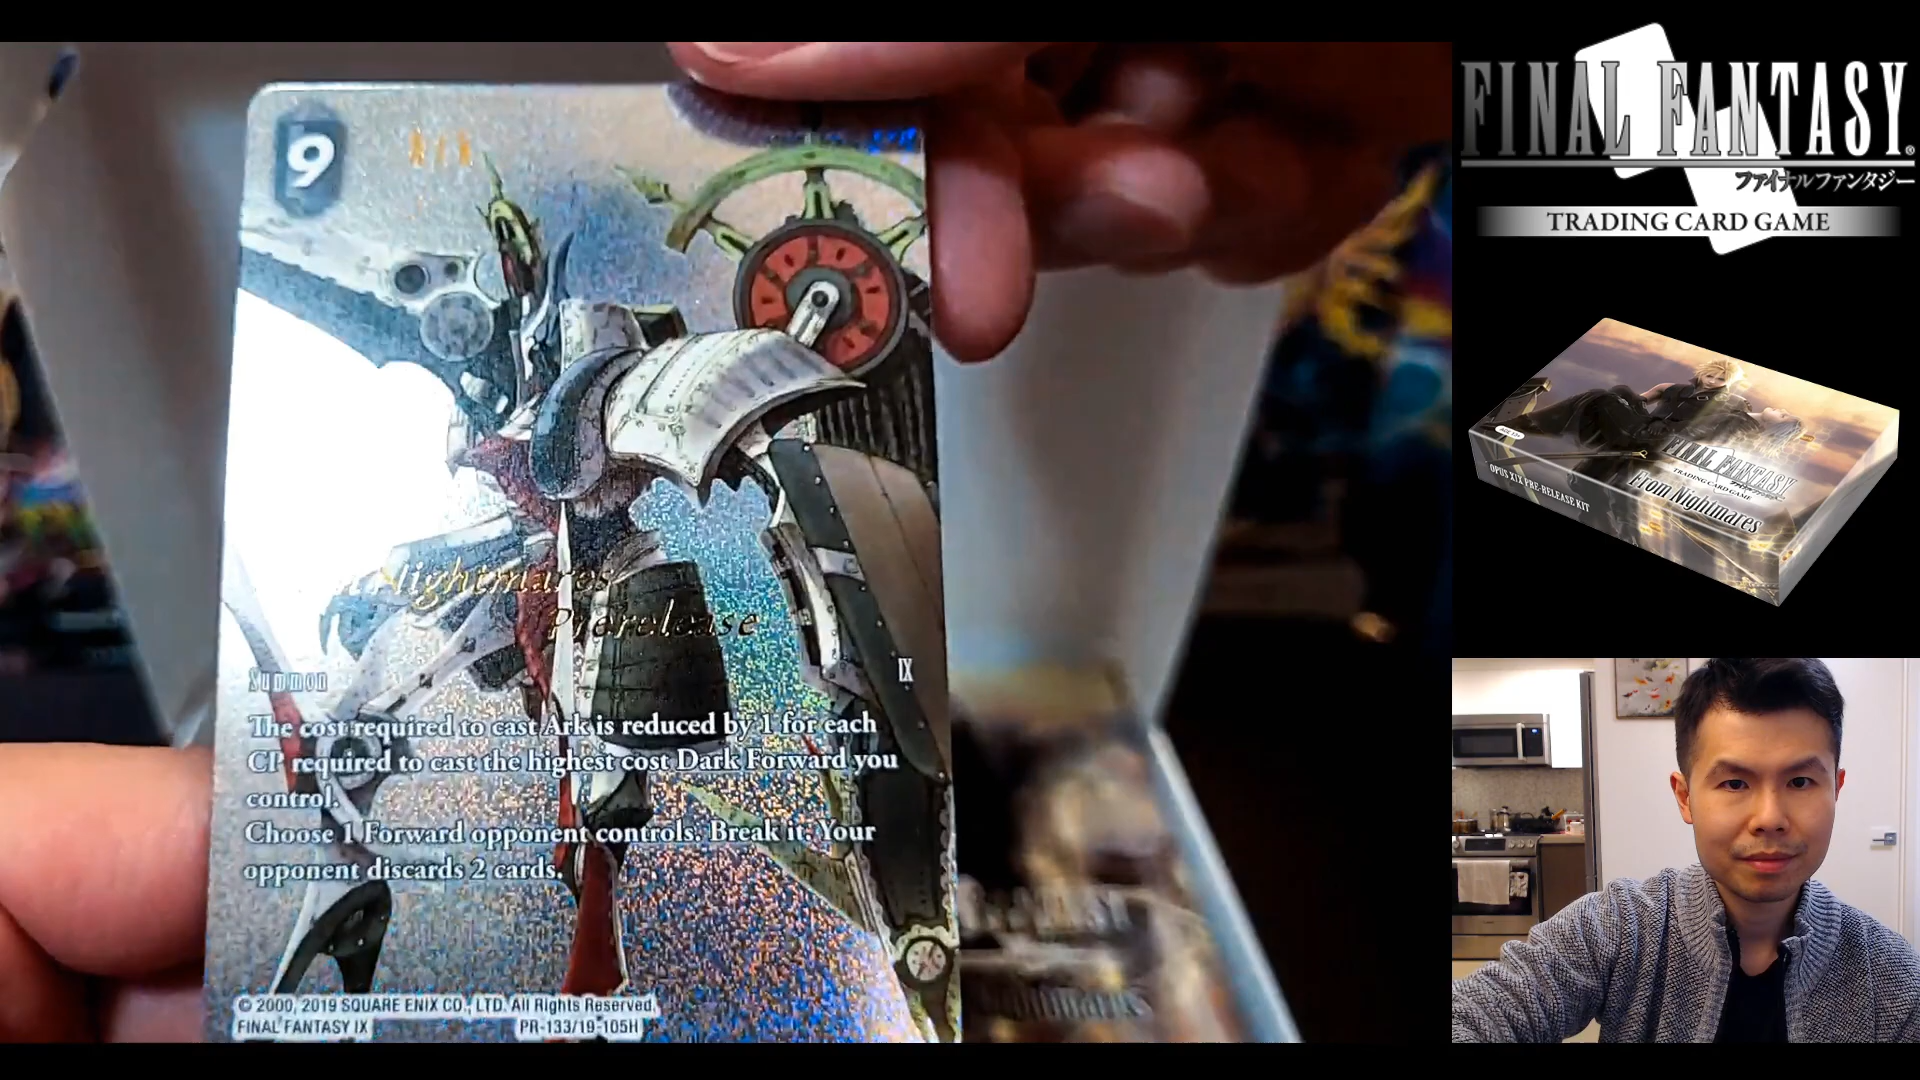 9
Nightmares
Prerelease
IX
Summon
The cost required to cast Ark is reduced by 1 for each
CP required to cast the highest cost Dark Forward you
control.
Choose 1 Forward opponent controls. Break it. Your
opponent discards 2 cards.
© 2000, 2019 SQUARE ENIX CO., LTD. All Rights Reserved.
FINAL FANTASY IX
PR-133/19-105H
FINAL FANTASY®
ファイナルファンタジー
TRADING CARD GAME
AGE 13+
FINAL FANTASY
TRADING CARD GAME
From Nightmares
OPUS XIX PRE-RELEASE KIT